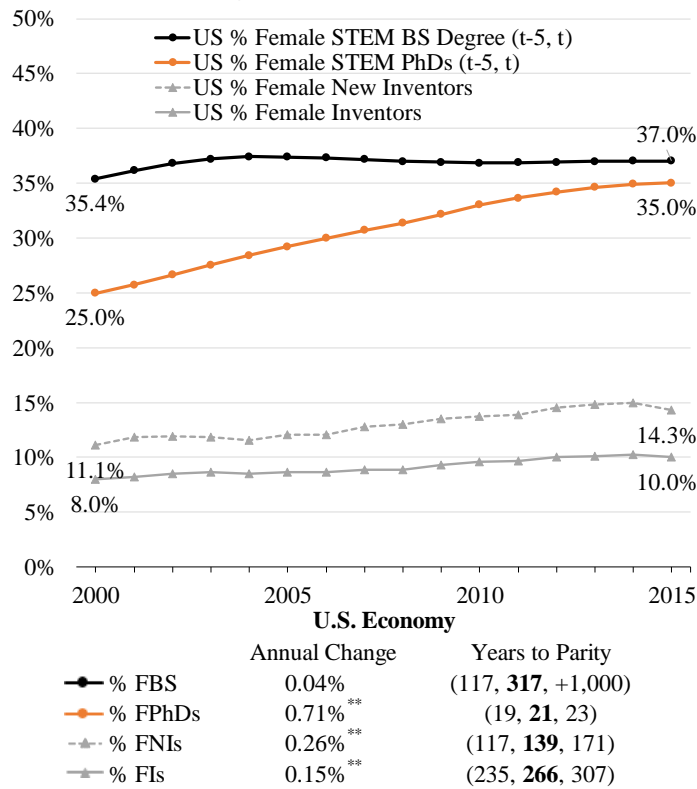 50%
US % Female STEM BS Degree (t-5, t)
45%
US % Female STEM PhDs (t-5, t)
US % Female New Inventors
40%
US % Female Inventors
37.0%
35%
35.4%
35.0%
30%
25%
25.0%
20%
15%
14.3%
10%
11.1%
10.0%
8.0%
5%
0%
2000 2005 2010 2015
U.S. Economy
Annual Change Years to Parity
% FBS 0.04% (117, 317, +1,000)
% FPhDs 0.71%** (19, 21, 23)
% FNIs 0.26%** (117, 139, 171)
% FIs 0.15%** (235, 266, 307)